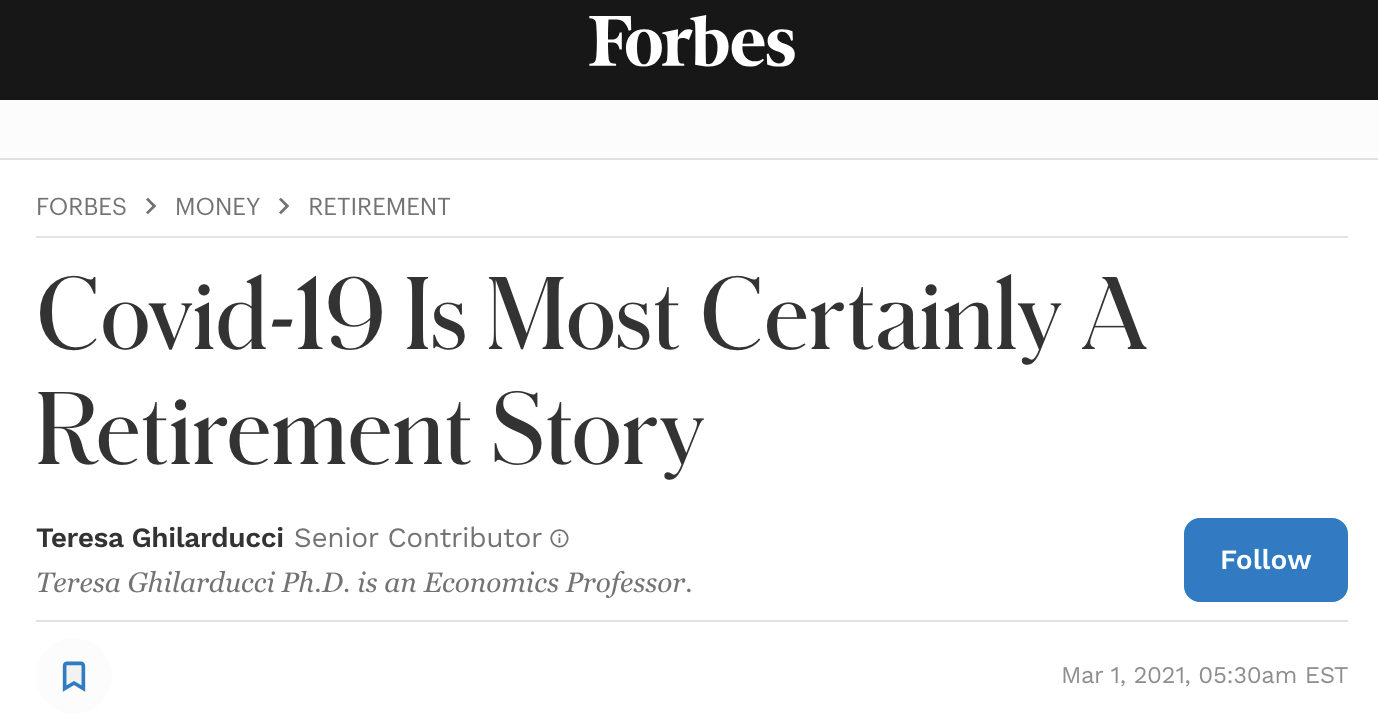 Forbes
FORBES > MONEY > RETIREMENT
Covid-19 Is Most Certainly A
Retirement Story
Teresa Ghilarducci Senior Contributor
Teresa Ghilarducci Ph.D. is an Economics Professor.
Follow
Mar 1, 2021, 05:30am EST